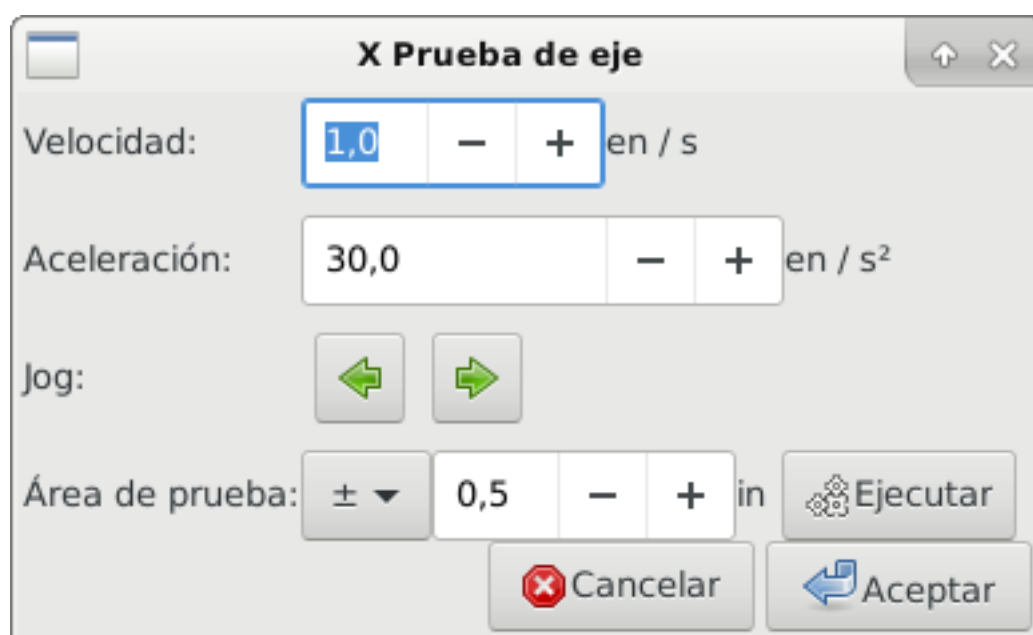 X Prueba de eje
Velocidad: 1,0 − + en / s
Aceleración: 30,0 − + en / s²
Jog:
Área de prueba: ± 0,5 − + in Ejecutar
Cancelar Aceptar